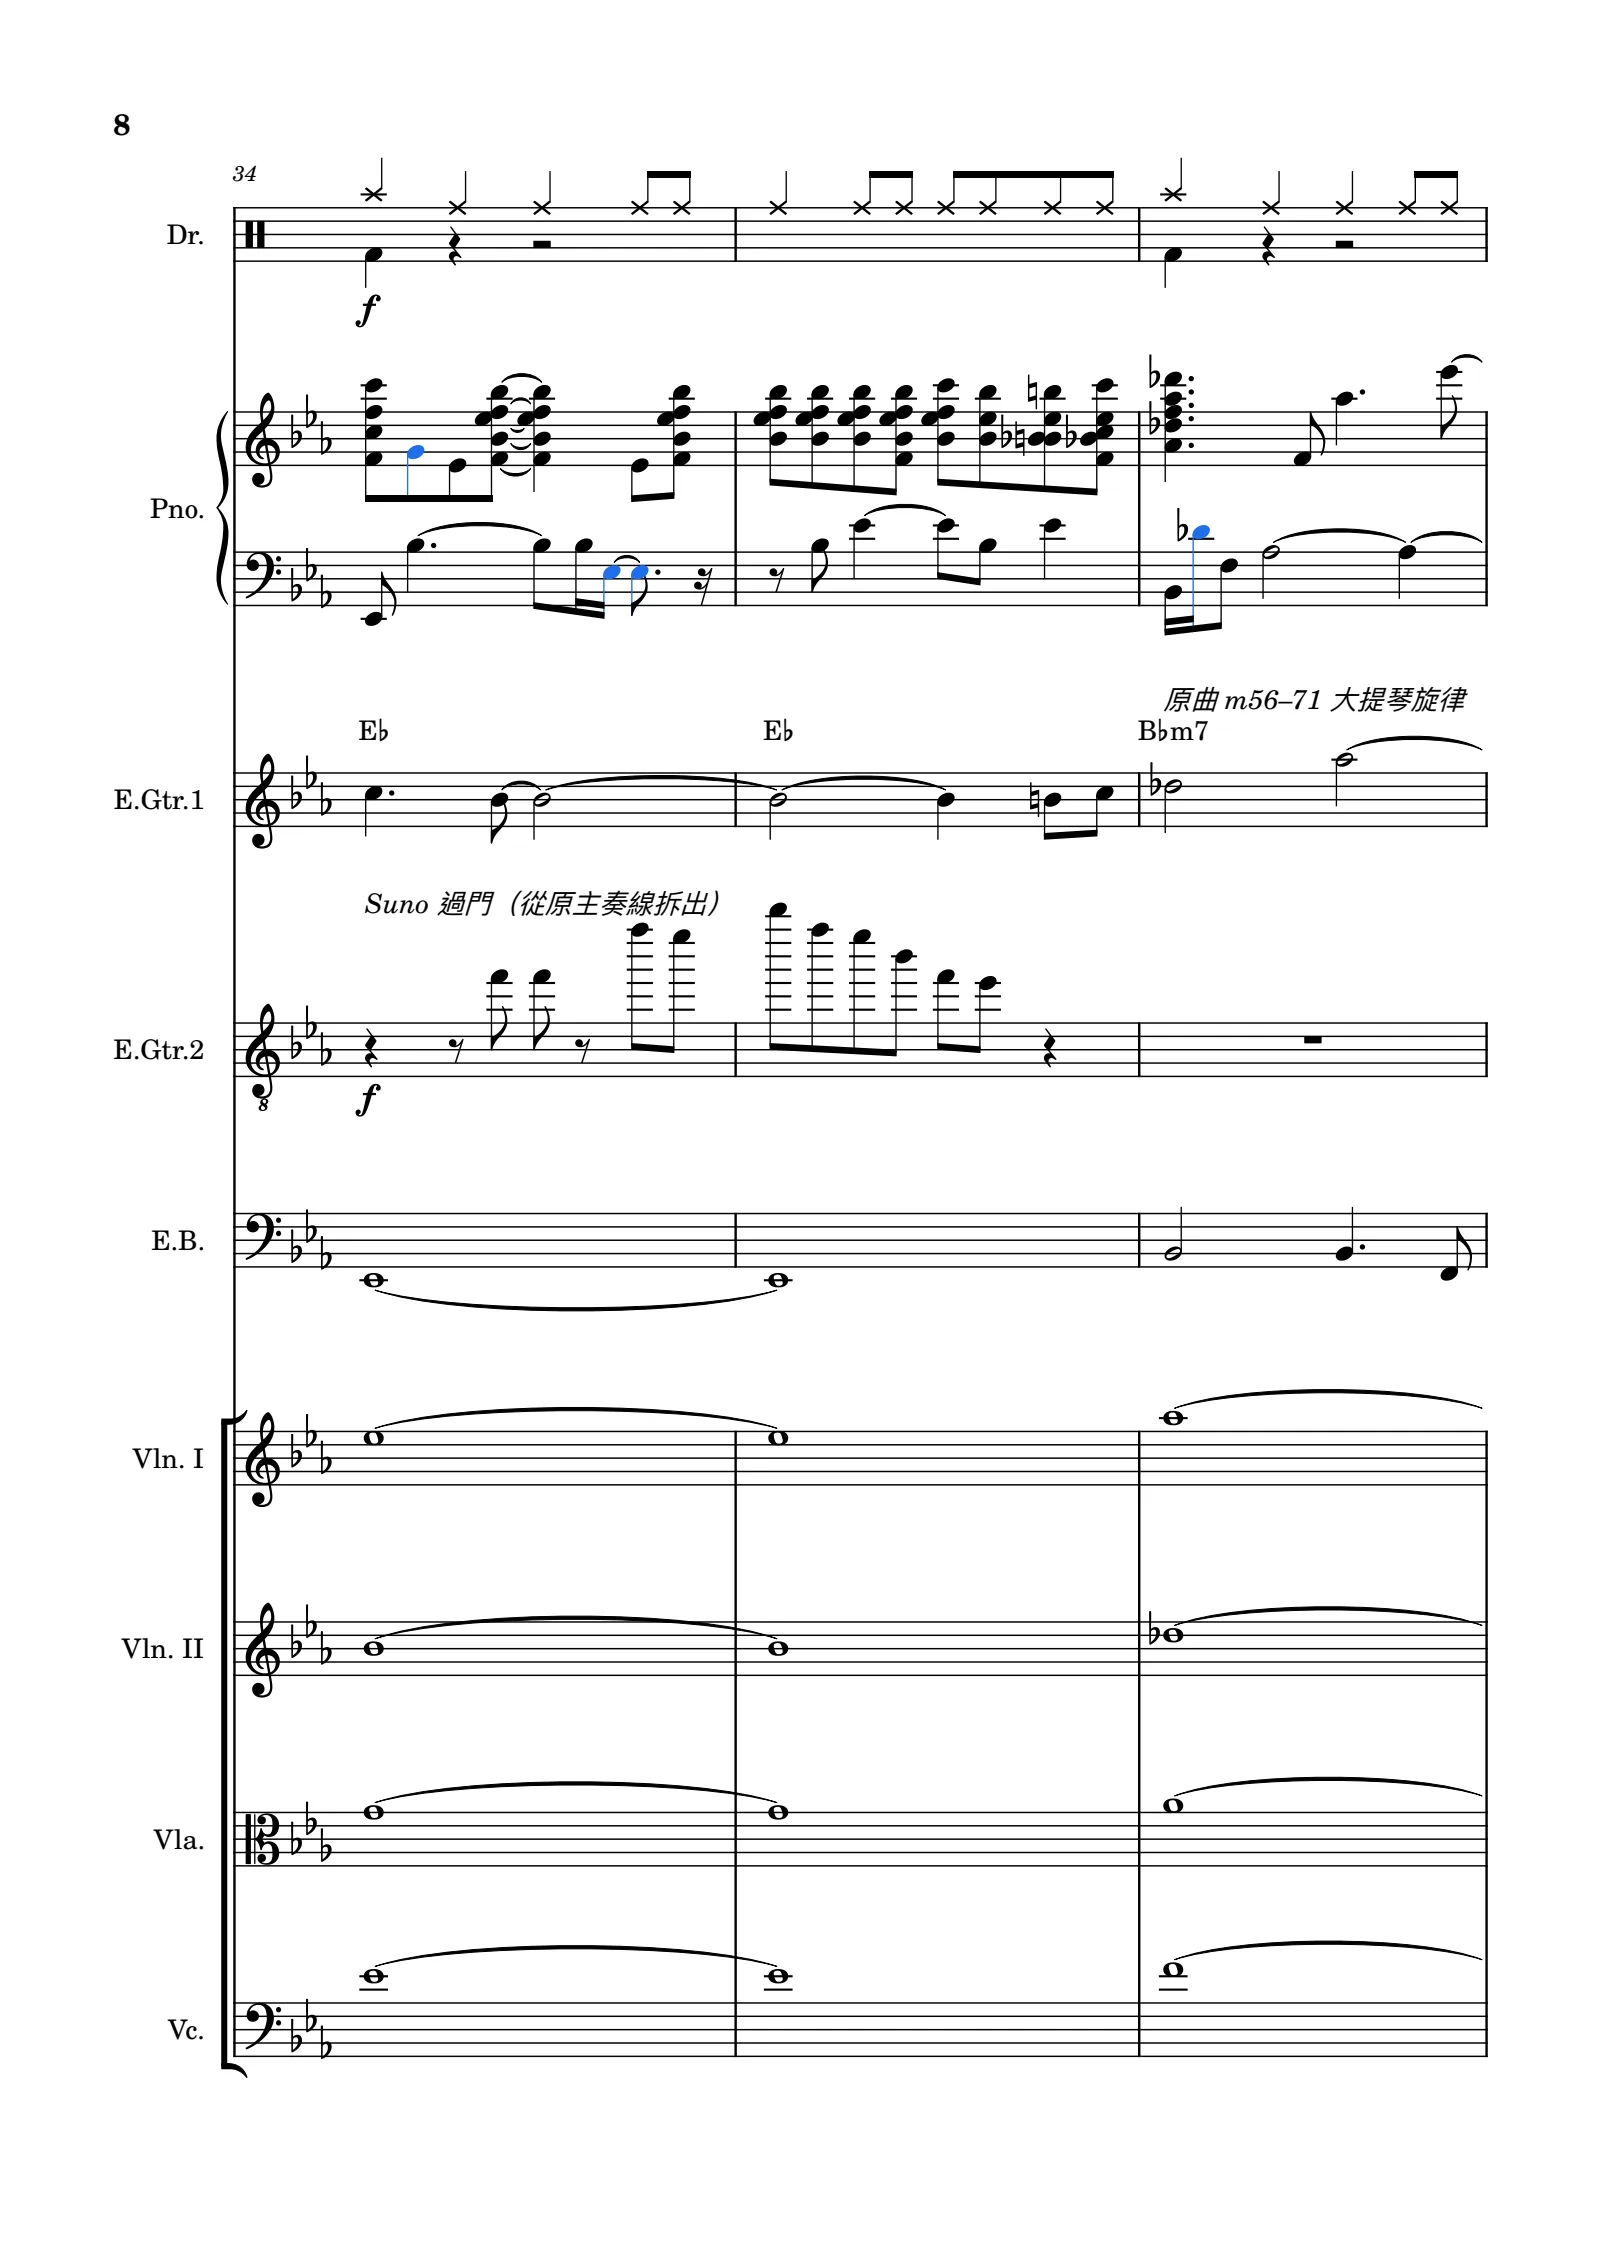 8
34
Dr.
f
Pno.
原曲 m56–71 大提琴旋律
E♭ E♭ B♭m7
E.Gtr.1
Suno 過門（從原主奏線拆出）
E.Gtr.2
8
f
E.B.
Vln. I
Vln. II
Vla.
Vc.